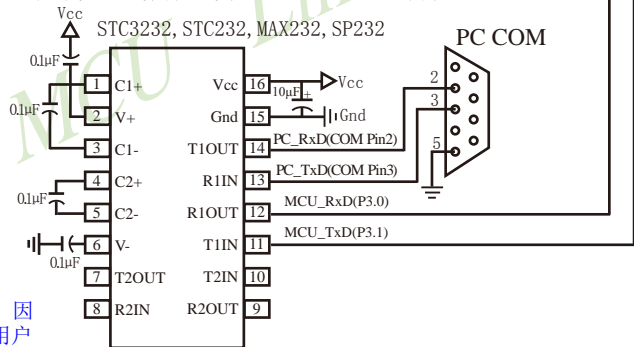 Vcc
STC3232, STC232, MAX232, SP232
PC COM
0.1μF
1 C1+ Vcc 16 Vcc
0.1μF
10μF +
2 V+ Gnd 15 Gnd
3 C1- T1OUT 14 PC_RxD(COM Pin2)
4 C2+ R1IN 13 PC_TxD(COM Pin3)
0.1μF
5 C2- R1OUT 12 MCU_RxD(P3.0)
6 V- T1IN 11 MCU_TxD(P3.1)
0.1μF
7 T2OUT T2IN 10
8 R2IN R2OUT 9
2
3
5
MCU
因
用户